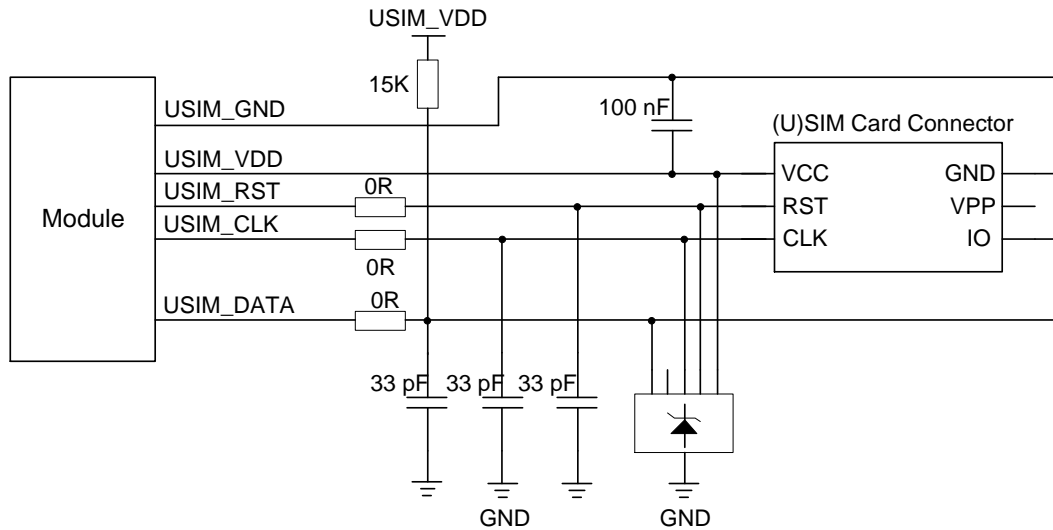 USIM_VDD
15K
USIM_GND
100 nF
(U)SIM Card Connector
USIM_VDD
VCC
GND
USIM_RST
0R
RST
VPP
Module
USIM_CLK
CLK
IO
0R
USIM_DATA
0R
33 pF
33 pF
33 pF
GND
GND